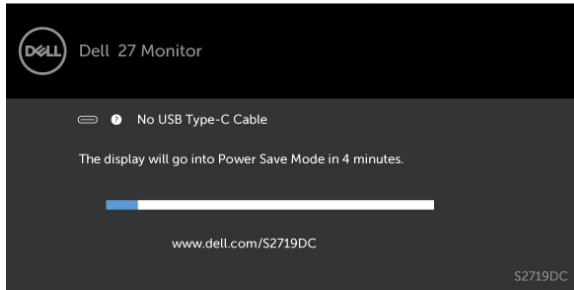 DELL
Dell 27 Monitor
? No USB Type-C Cable
The display will go into Power Save Mode in 4 minutes.
www.dell.com/S2719DC
S2719DC